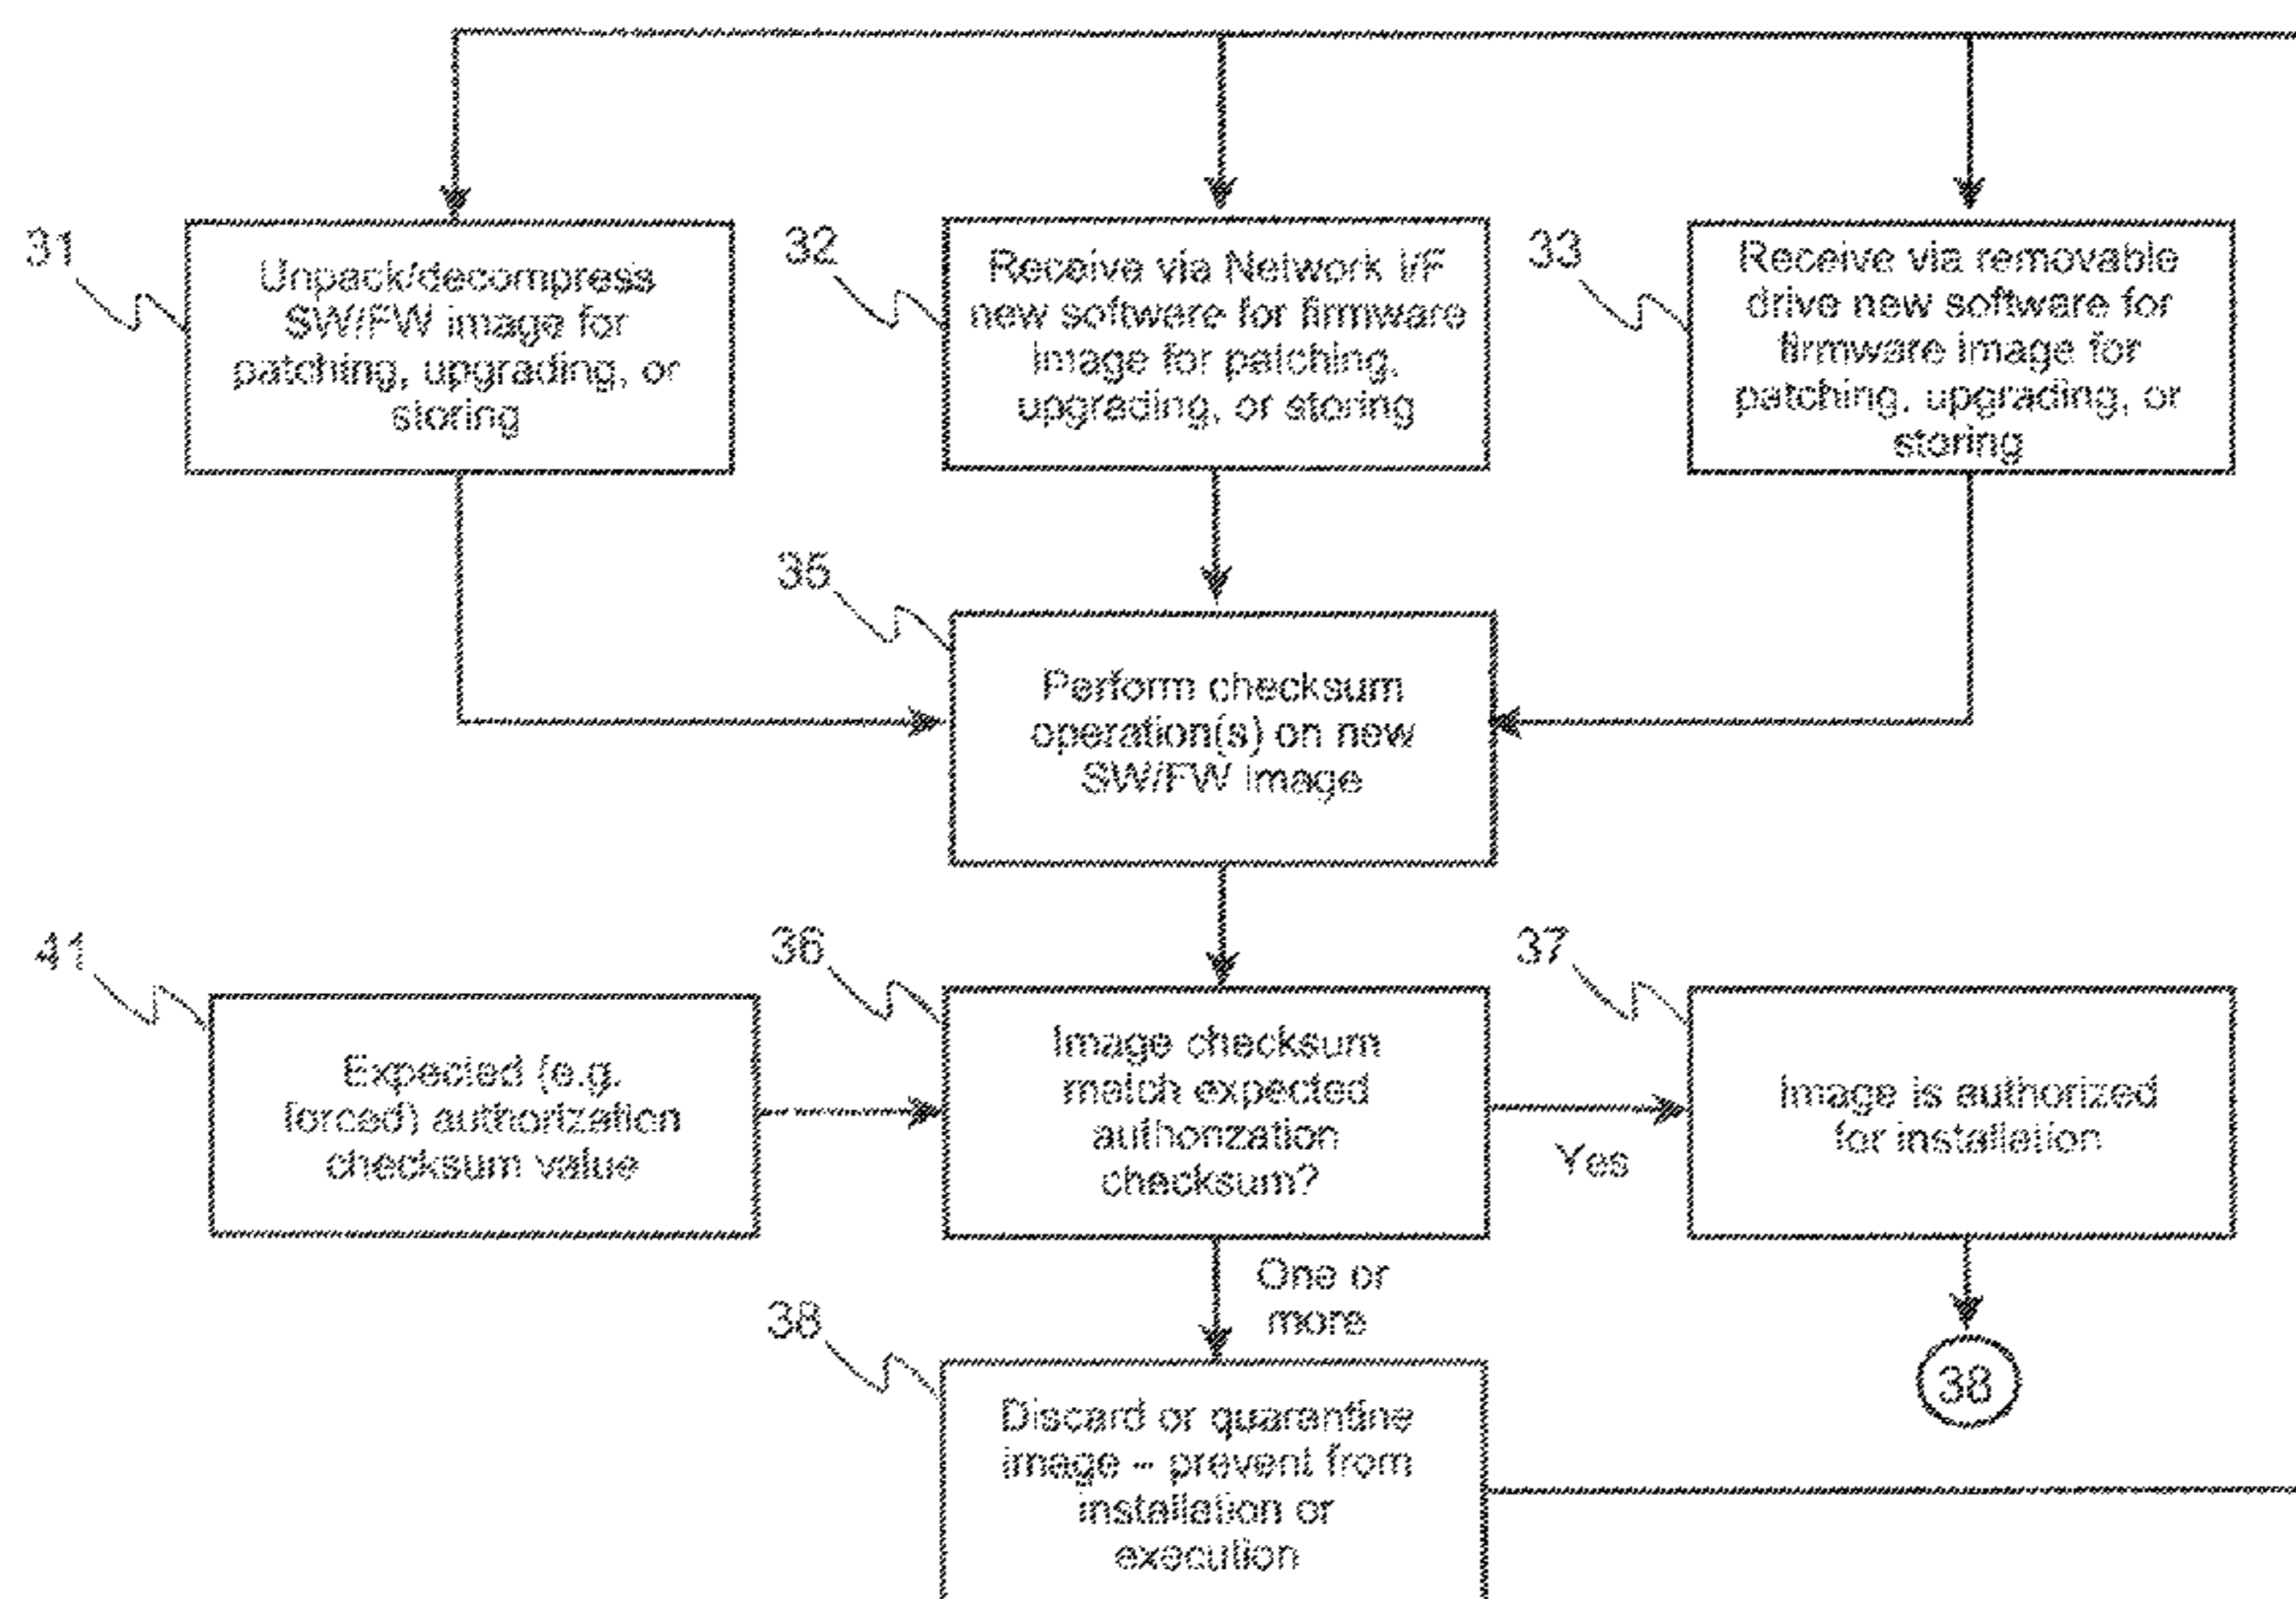 31
Unpack/decompress
SW/FW image for
patching, upgrading, or
storing
32
Receive via Network I/F
new software for firmware
image for patching,
upgrading, or storing
33
Receive via removable
drive new software for
firmware image for
patching, upgrading, or
storing
35
Perform checksum
operation(s) on new
SW/FW image
41
Expected (e.g.
forced) authorization
checksum value
36
Image checksum
match expected
authorization
checksum?
Yes
37
Image is authorized
for installation
One or
more
38
Discard or quarantine
image – prevent from
installation or
execution
38